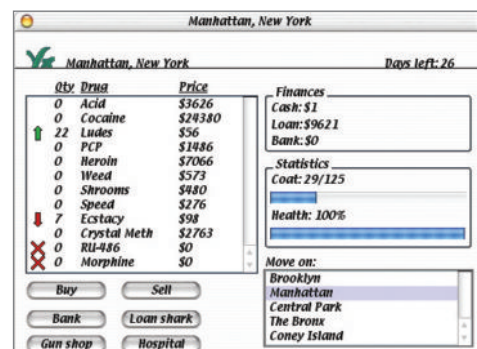 Manhattan, New York
Manhattan, New York Days left: 26
Qty Drug Price
0 Acid $3626
0 Cocaine $24380
22 Ludes $56
0 PCP $1486
0 Heroin $7066
0 Weed $573
0 Shrooms $480
0 Speed $276
7 Ecstacy $98
0 Crystal Meth $2763
0 RU-486 $0
0 Morphine $0
Buy Sell
Bank Loan shark
Gun shop Hospital
Finances
Cash: $1
Loan: $9621
Bank: $0
Statistics
Coat: 29/125
Health: 100%
Move on:
Brooklyn
Manhattan
Central Park
The Bronx
Coney Island